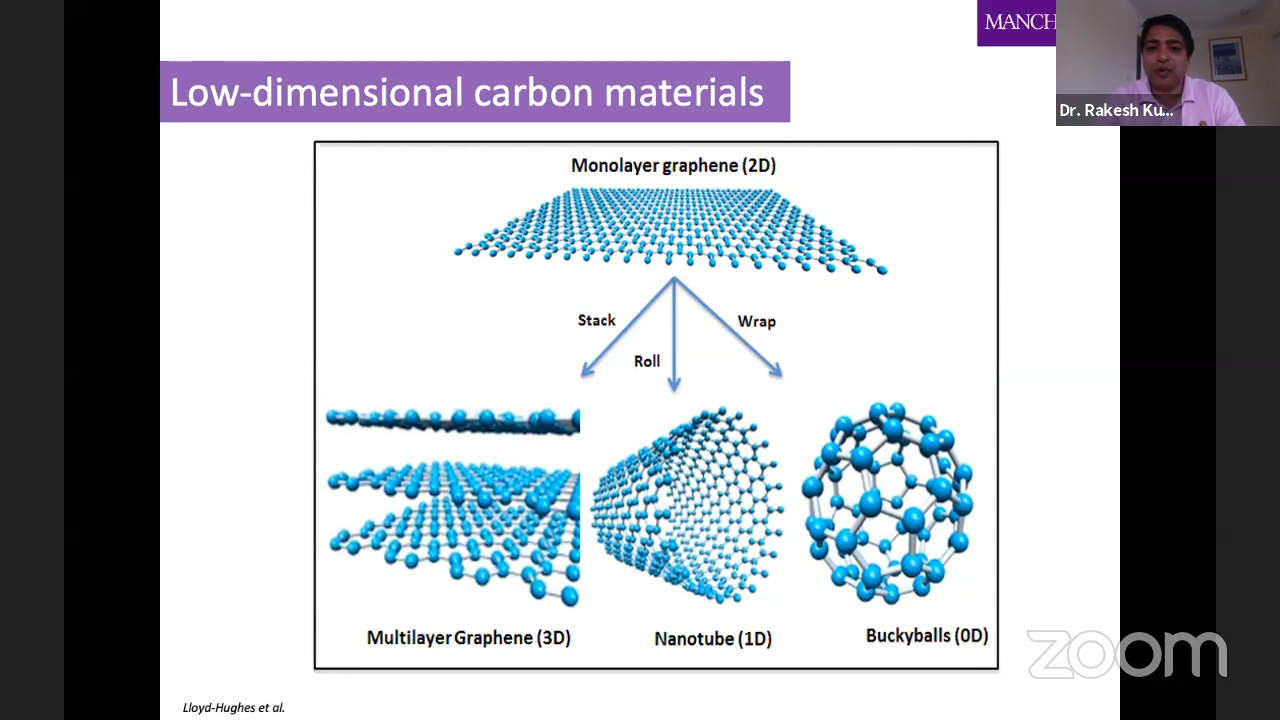 MANCH
Low-dimensional carbon materials
Dr. Rakesh Ku...
Monolayer graphene (2D)
Stack
Wrap
Roll
Multilayer Graphene (3D)
Nanotube (1D)
Buckyballs (0D)
zoom
Lloyd-Hughes et al.